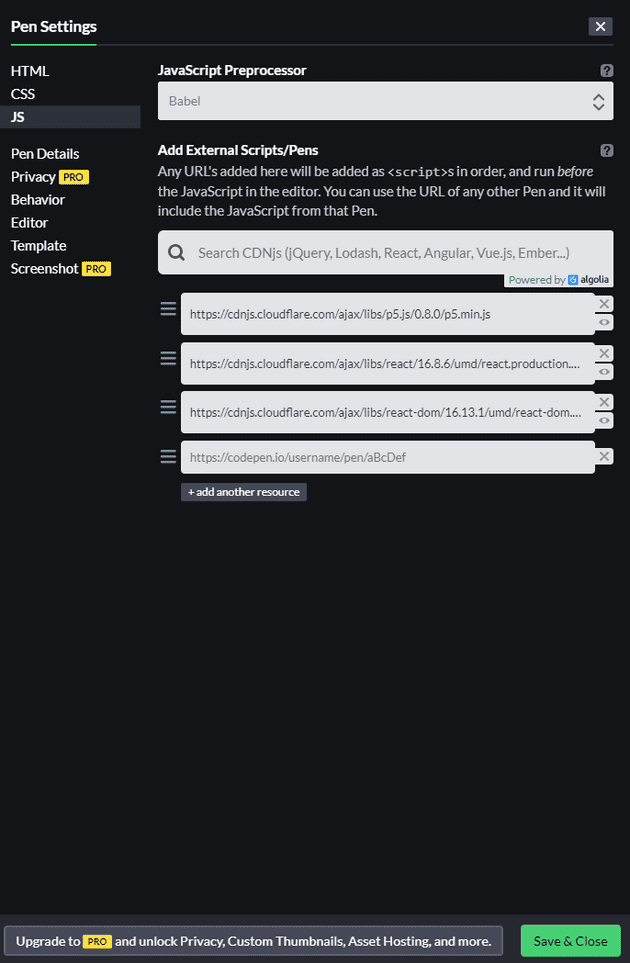 Pen Settings
HTML
CSS
JS
Pen Details
Privacy PRO
Behavior
Editor
Template
Screenshot PRO
JavaScript Preprocessor
Babel
Add External Scripts/Pens
Any URL's added here will be added as <script>s in order, and run before
the JavaScript in the editor. You can use the URL of any other Pen and it will
include the JavaScript from that Pen.
Search CDNjs (jQuery, Lodash, React, Angular, Vue.js, Ember...)
Powered by algolia
https://cdnjs.cloudflare.com/ajax/libs/p5.js/0.8.0/p5.min.js
https://cdnjs.cloudflare.com/ajax/libs/react/16.8.6/umd/react.production....
https://cdnjs.cloudflare.com/ajax/libs/react-dom/16.13.1/umd/react-dom....
https://codepen.io/username/pen/aBcDef
+ add another resource
Upgrade to PRO and unlock Privacy, Custom Thumbnails, Asset Hosting, and more.
Save & Close